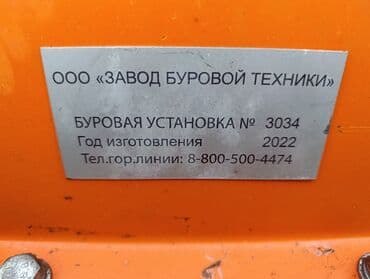 ООО «ЗАВОД БУРОВОЙ ТЕХНИКИ»
БУРОВАЯ УСТАНОВКА № 3034
Год изготовления 2022
Тел.гор.линии: 8-800-500-4474